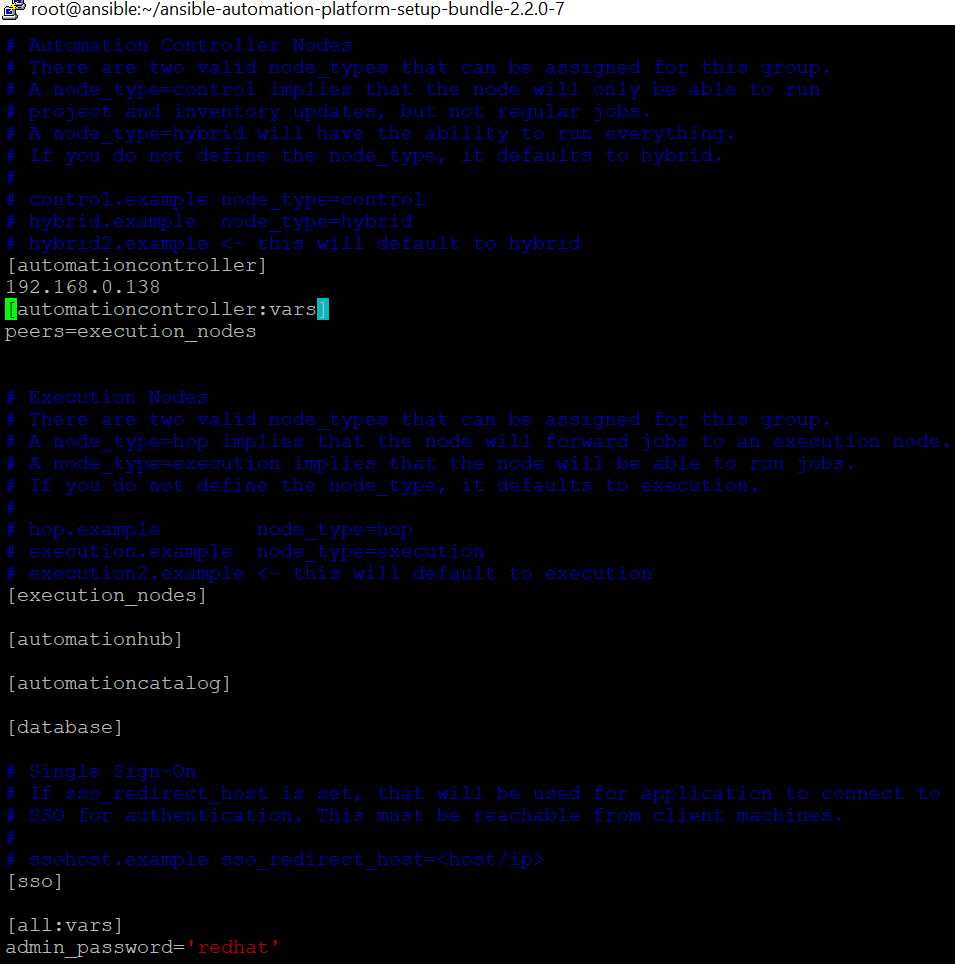 root@ansible:~/ansible-automation-platform-setup-bundle-2.2.0-7
# Automation Controller Nodes
# There are two valid node_types that can be assigned for this group.
# A node_type=control implies that the node will only be able to run
# project and inventory updates, but not regular jobs.
# A node_type=hybrid will have the ability to run everything.
# If you do not define the node_type, it defaults to hybrid.
#
# control.example node_type=control
# hybrid.example  node_type=hybrid
# hybrid2.example <- this will default to hybrid
[automationcontroller]
192.168.0.138
[automationcontroller:vars]
peers=execution_nodes
# Execution Nodes
# There are two valid node_types that can be assigned for this group.
# A node_type=hop implies that the node will forward jobs to an execution node.
# A node_type=execution implies that the node will be able to run jobs.
# If you do not define the node_type, it defaults to execution.
#
# hop.example        node_type=hop
# execution.example  node_type=execution
# execution2.example <- this will default to execution
[execution_nodes]
[automationhub]
[automationcatalog]
[database]
# Single Sign-On
# If sso_redirect_host is set, that will be used for application to connect to
# SSO for authentication. This must be reachable from client machines.
#
# ssohost.example sso_redirect_host=<host/ip>
[sso]
[all:vars]
admin_password='redhat'